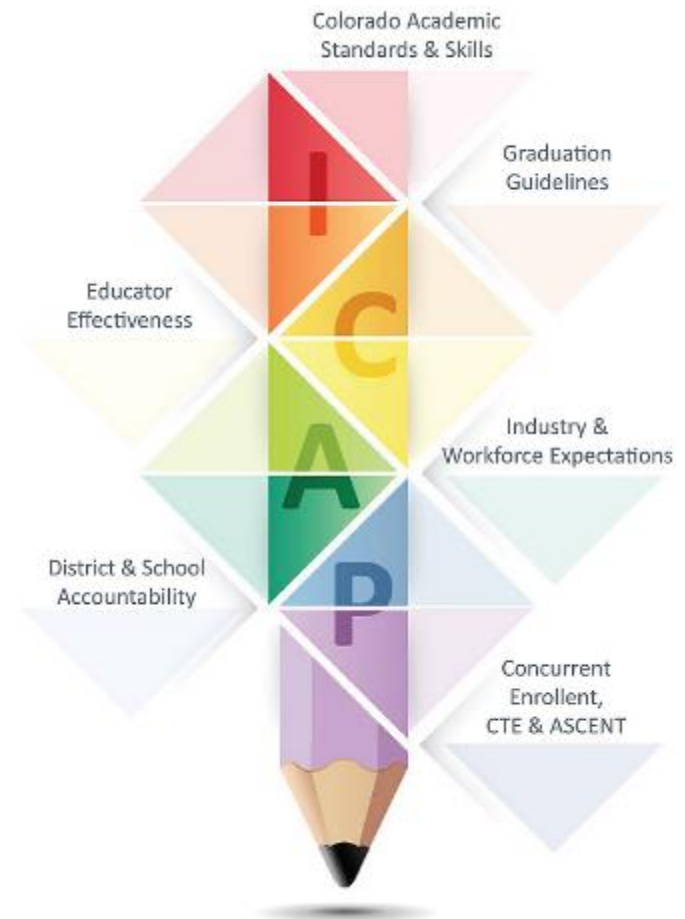 Colorado Academic
Standards & Skills
I
Graduation
Guidelines
Educator
Effectiveness
C
Industry &
Workforce Expectations
A
District & School
Accountability
P
Concurrent
Enrollent,
CTE & ASCENT